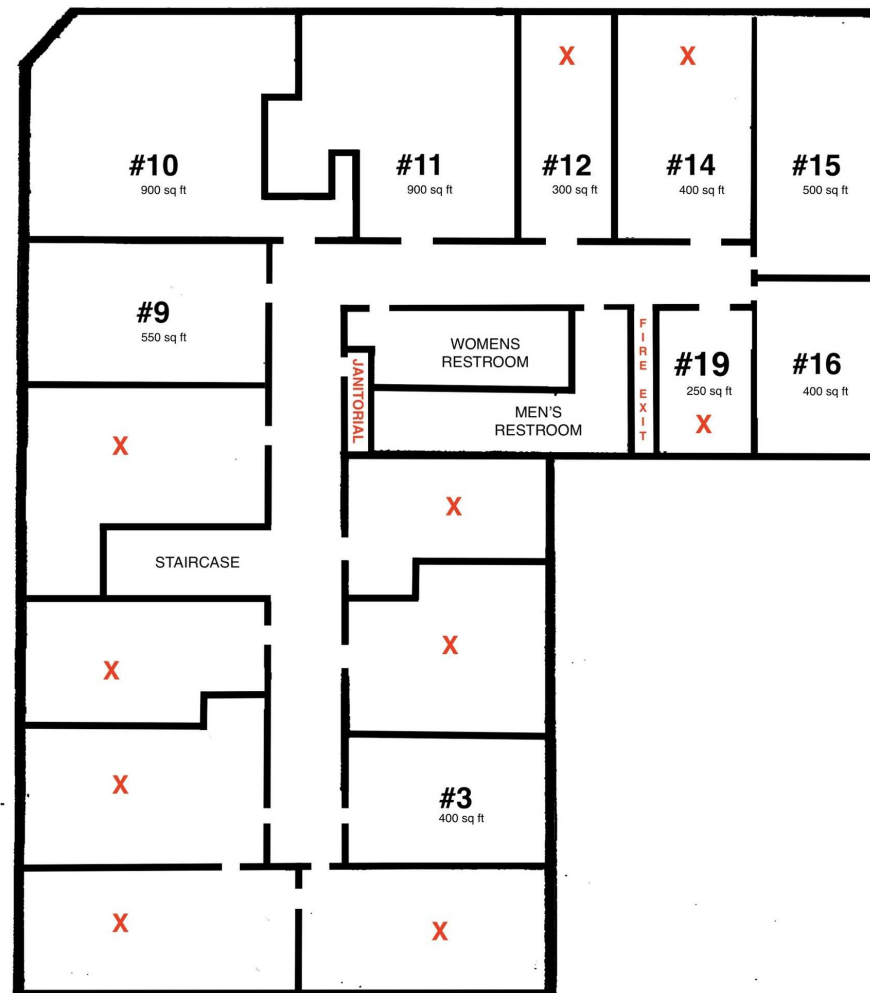 X
X
#10
900 sq ft
#11
900 sq ft
#12
300 sq ft
#14
400 sq ft
#15
500 sq ft
#9
550 sq ft
WOMENS
RESTROOM
JANITORIAL
MEN'S
RESTROOM
FIRE EXIT
#19
250 sq ft
X
#16
400 sq ft
X
X
STAIRCASE
X
X
X
#3
400 sq ft
X
X